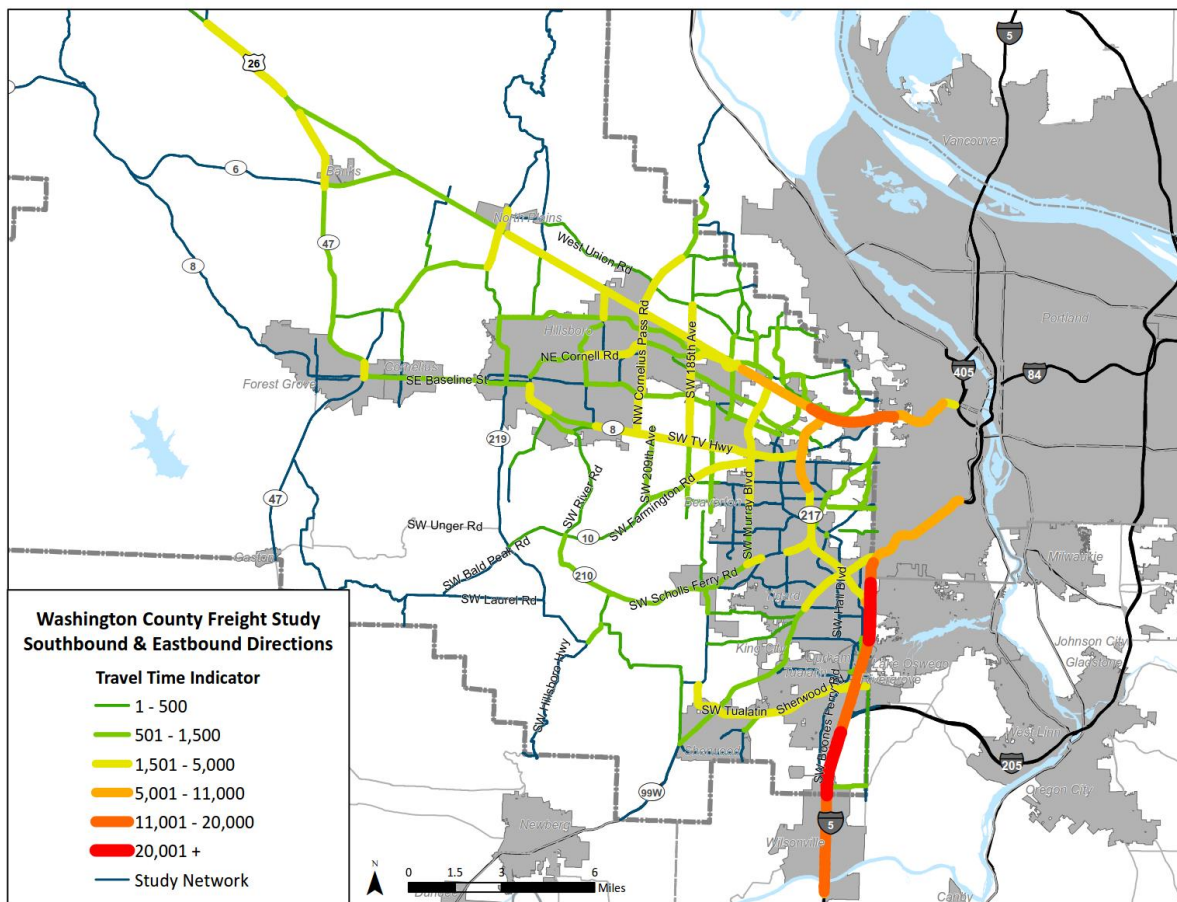 5
26
Vancouver
6
Banks
North Plains
47
West Union Rd
8
Hillsboro
NW Cornelius Pass Rd
SW 185th Ave
Portland
NE Cornell Rd
405
84
Cornelius
Forest Grove
SE Baseline St
219
8
SW TV Hwy
SW 209th Ave
SW River Rd
SW Farmington Rd
Beaverton
SW Murray Blvd
47
217
SW Unger Rd
10
Gaston
SW Bald Peak Rd
210
Milwaukie
SW Scholls Ferry Rd
SW Laurel Rd
Tigard
SW Hall Blvd
Washington County Freight Study
Southbound & Eastbound Directions
Travel Time Indicator
1 - 500
501 - 1,500
1,501 - 5,000
5,001 - 11,000
11,001 - 20,000
20,001 +
Study Network
SW Hillsboro Hwy
King City
Durham
Tualatin
Lake Oswego
Rivergrove
Johnson City
Gladstone
SW Tualatin Sherwood Rd
SW Boones Ferry Rd
West Linn
Sherwood
205
Oregon City
99W
Newberg
5
Wilsonville
N
0 1.5 3 6
Miles
Dundee
Canby